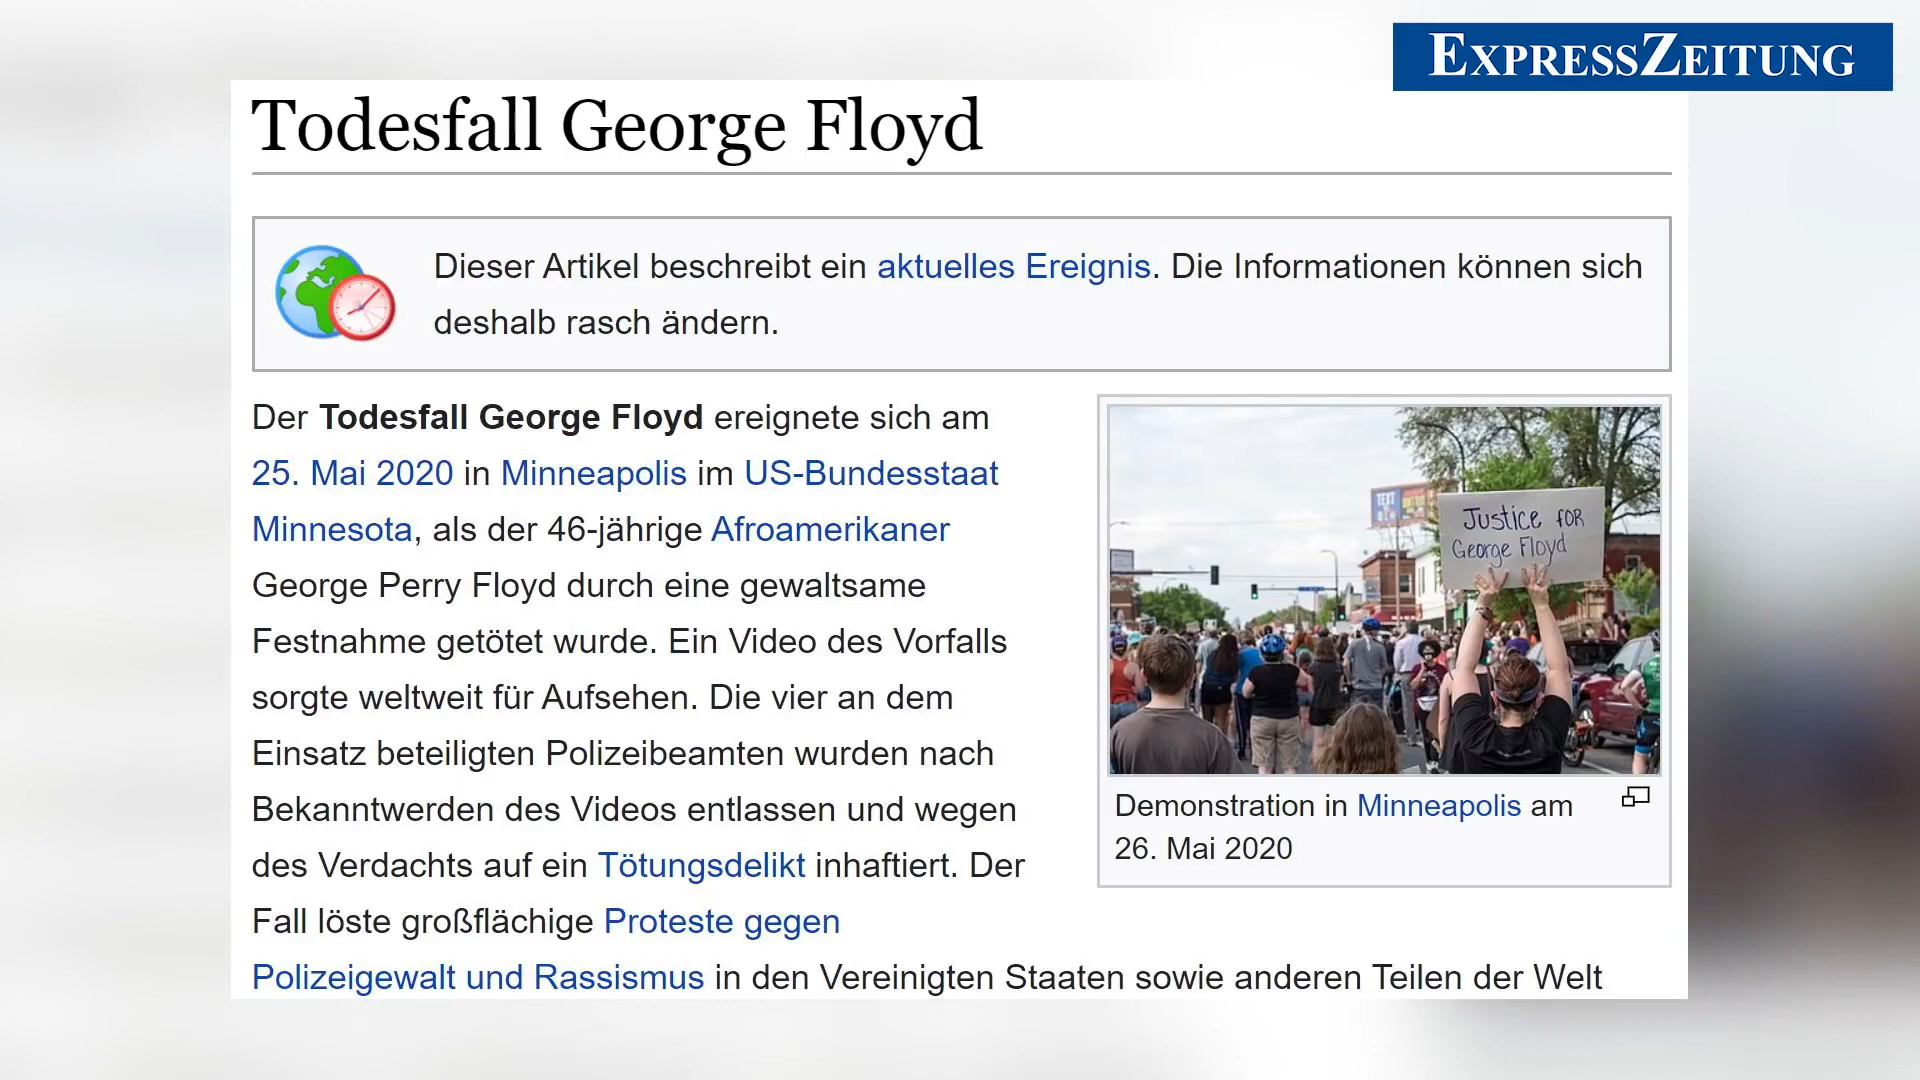 EXPRESSZEITUNG
Todesfall George Floyd
Dieser Artikel beschreibt ein aktuelles Ereignis. Die Informationen können sich
deshalb rasch ändern.
Der Todesfall George Floyd ereignete sich am
25. Mai 2020 in Minneapolis im US-Bundesstaat
Minnesota, als der 46-jährige Afroamerikaner
George Perry Floyd durch eine gewaltsame
Festnahme getötet wurde. Ein Video des Vorfalls
sorgte weltweit für Aufsehen. Die vier an dem
Einsatz beteiligten Polizeibeamten wurden nach
Bekanntwerden des Videos entlassen und wegen
des Verdachts auf ein Tötungsdelikt inhaftiert. Der
Fall löste großflächige Proteste gegen
Polizeigewalt und Rassismus in den Vereinigten Staaten sowie anderen Teilen der Welt
TEXT
Justice for
George Floyd
Demonstration in Minneapolis am
26. Mai 2020